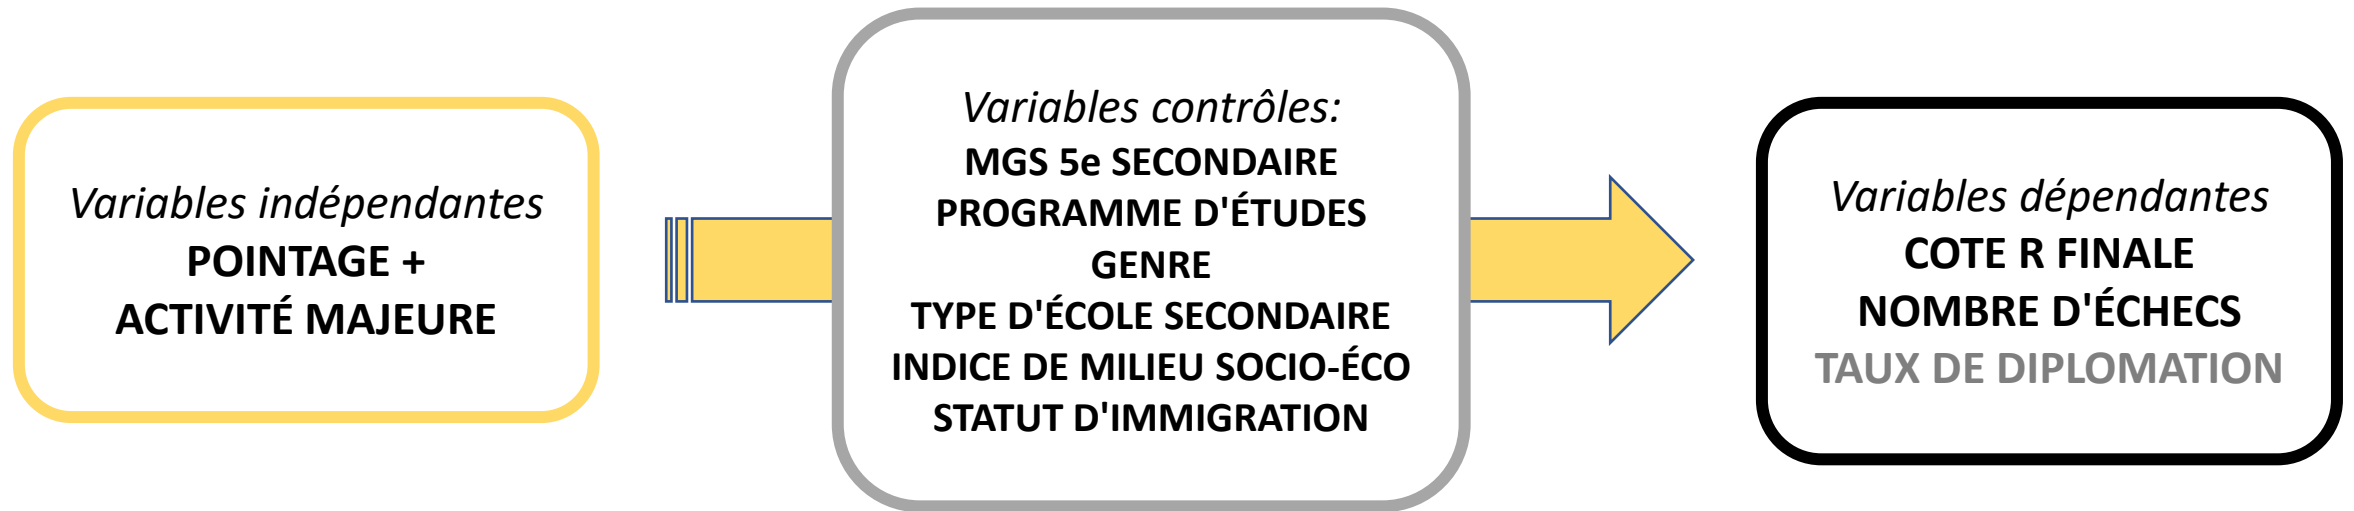 Variables indépendantes
POINTAGE +
ACTIVITÉ MAJEURE
Variables contrôles:
MGS 5e SECONDAIRE
PROGRAMME D'ÉTUDES
GENRE
TYPE D'ÉCOLE SECONDAIRE
INDICE DE MILIEU SOCIO-ÉCO
STATUT D'IMMIGRATION
Variables dépendantes
COTE R FINALE
NOMBRE D'ÉCHECS
TAUX DE DIPLOMATION